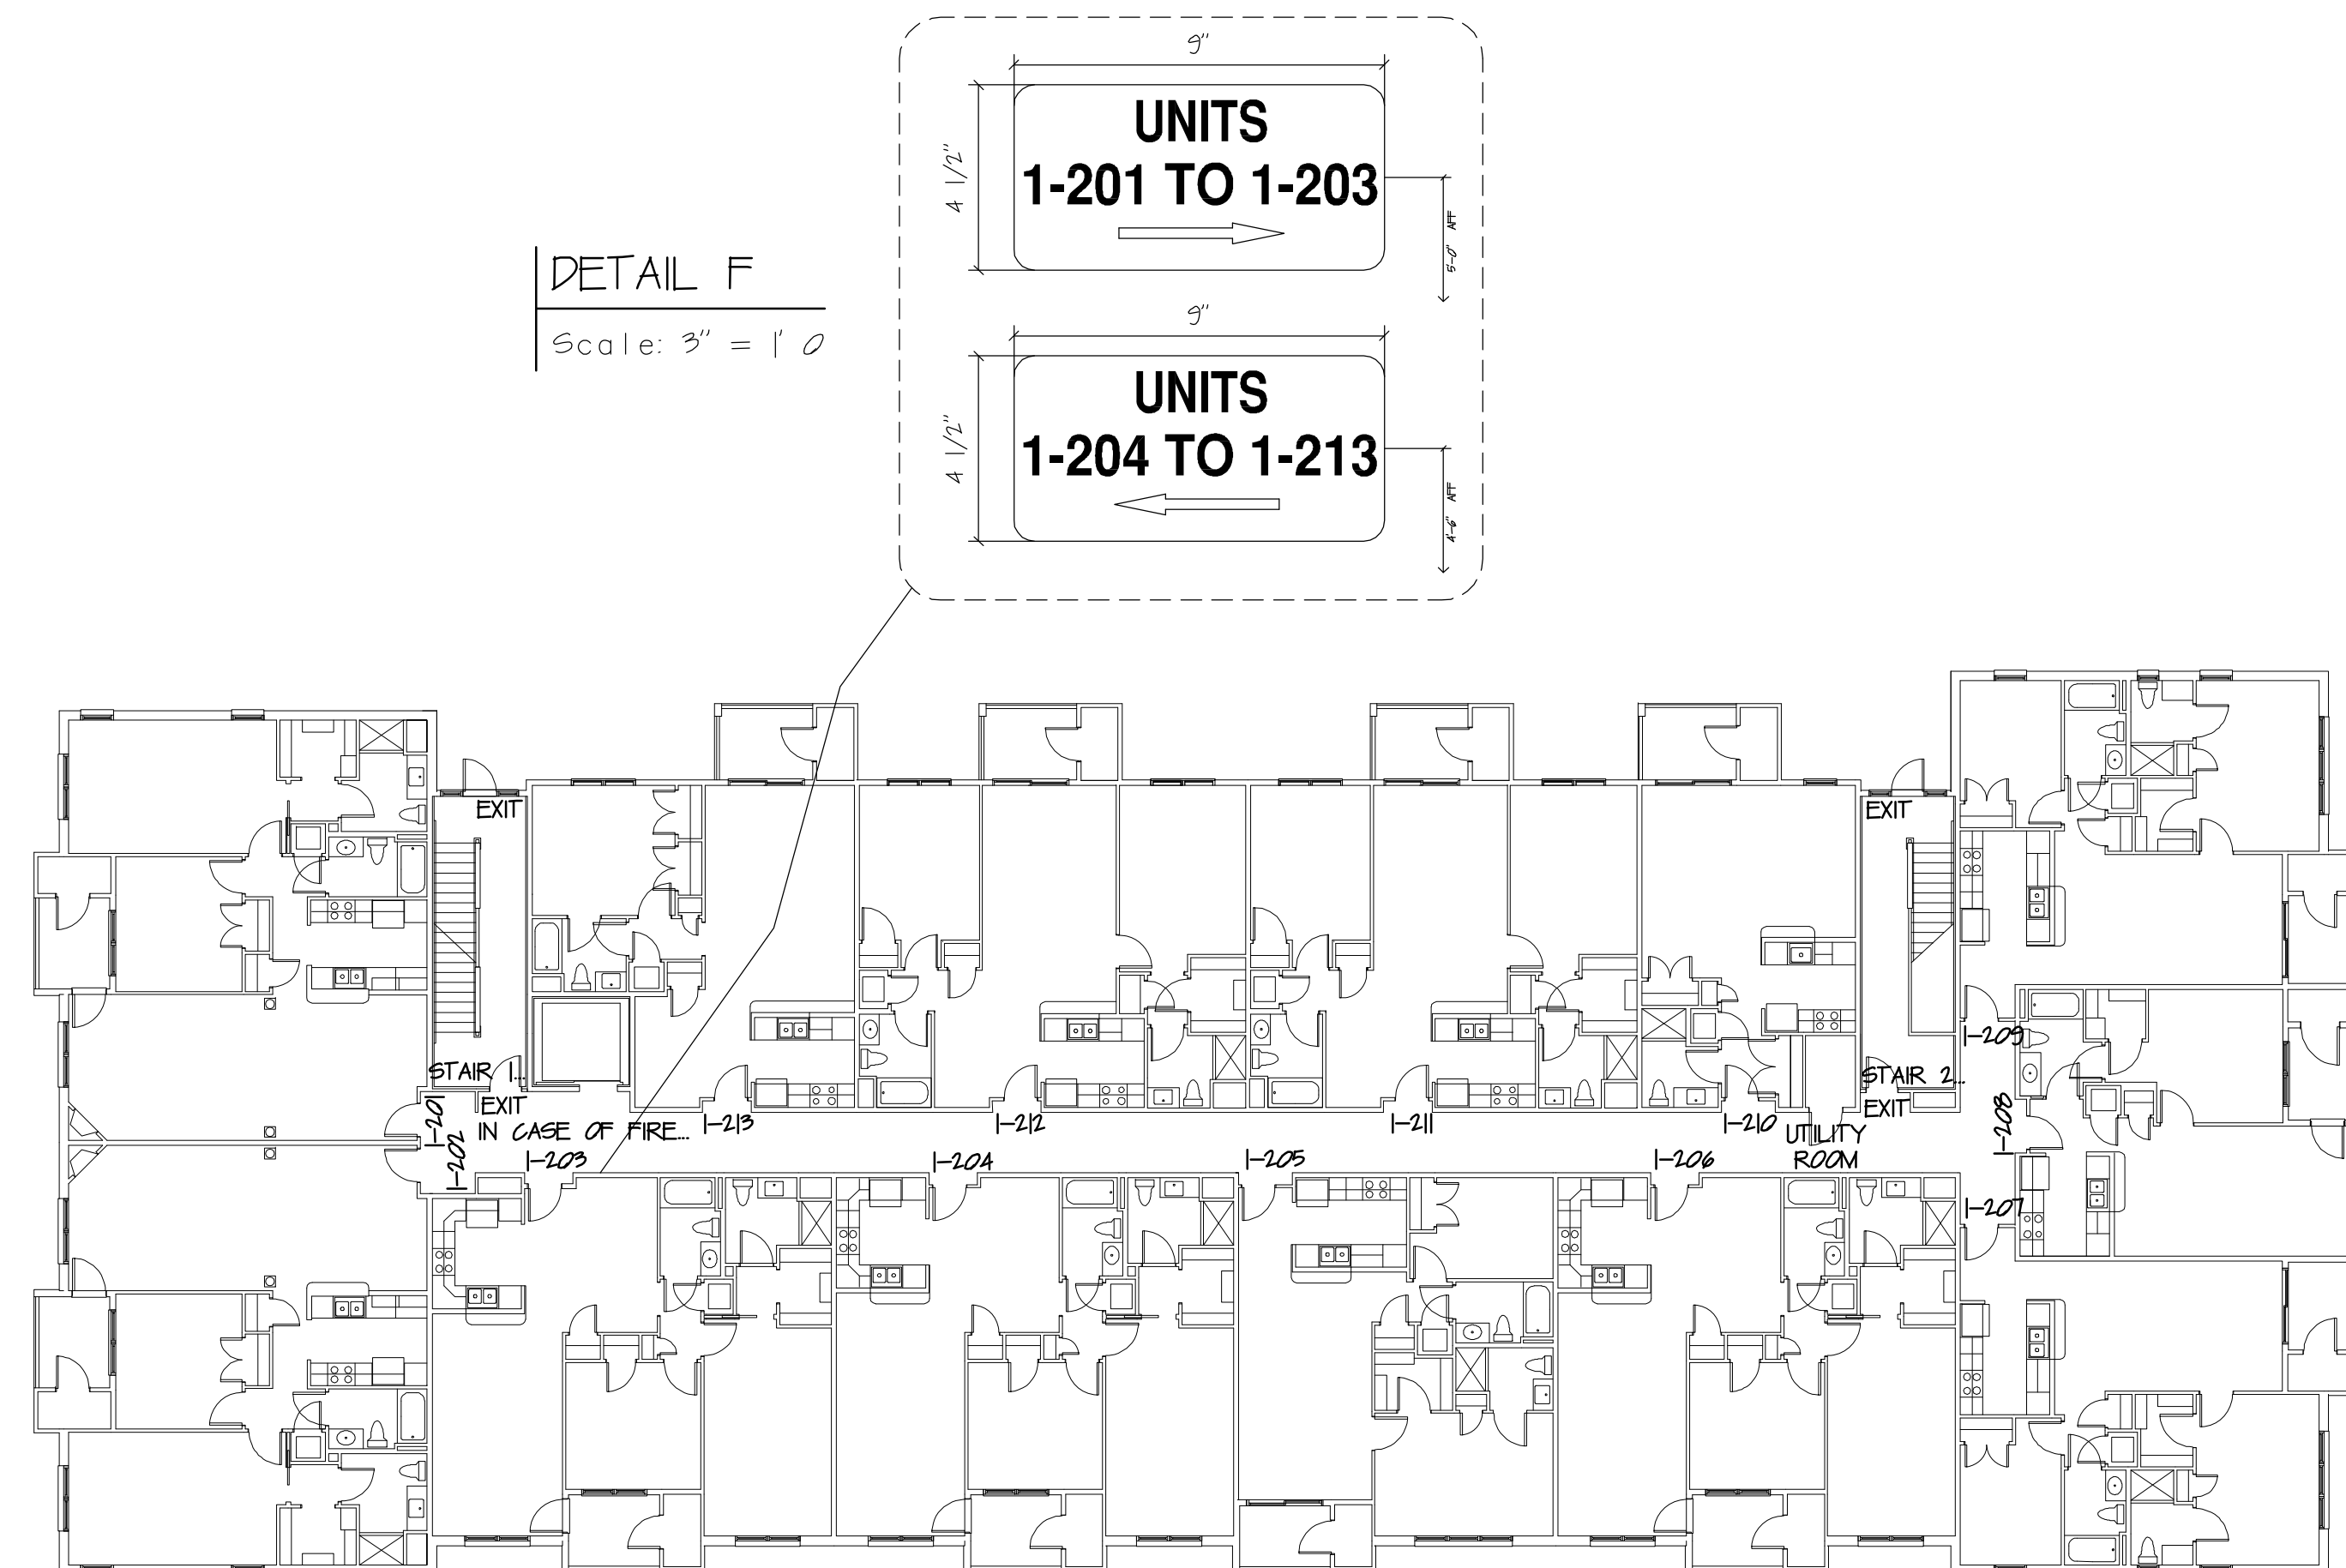 9"
UNITS
1-201 TO 1-203
4 1/2"
5'-0" AFF
DETAIL F
Scale: 3" = 1' 0
9"
UNITS
1-204 TO 1-213
4 1/2"
4'-6" AFF
EXIT
EXIT
STAIR 1...
EXIT
IN CASE OF FIRE...
1-201
1-202
1-203
1-213
1-212
1-204
1-205
1-211
1-206
1-210
UTILITY
ROOM
STAIR 2...
EXIT
1-209
1-208
1-207